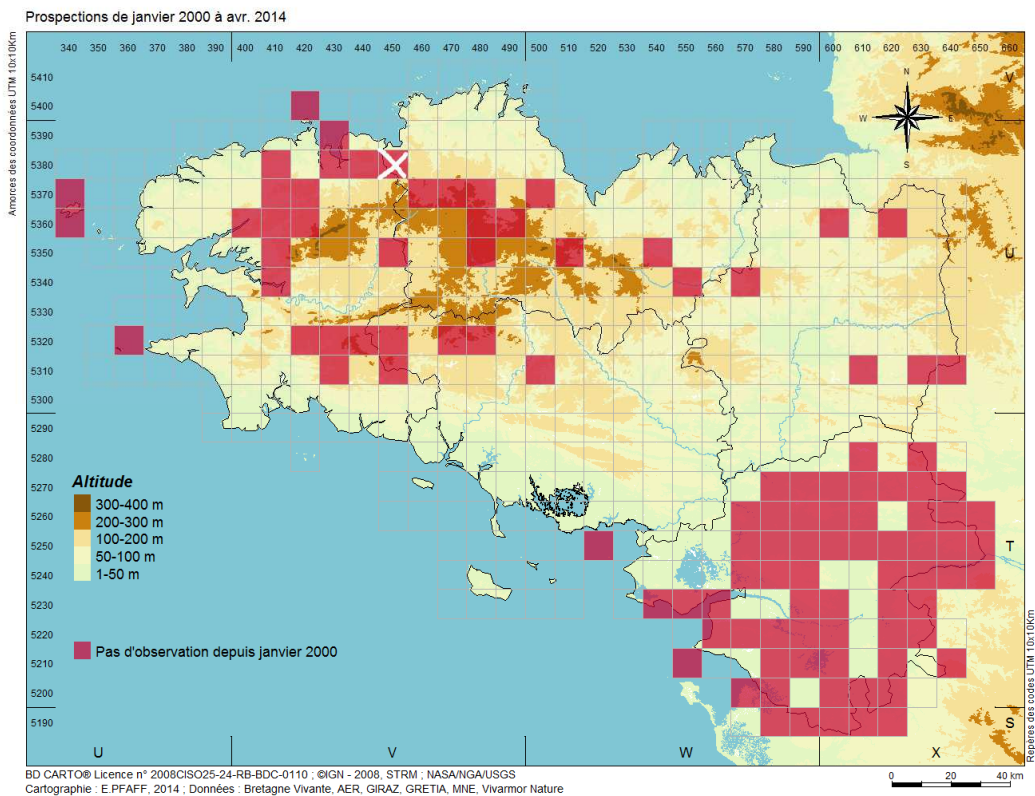 Prospections de janvier 2000 à avr. 2014
Amorces des coordonnées UTM 10x10Km
340 350 360 370 380 390 400 410 420 430 440 450 460 470 480 490 500 510 520 530 540 550 560 570 580 590 600 610 620 630 640 650 660
5410
5400
5390
5380
5370
5360
5350
5340
5330
5320
5310
5300
5290
5280
5270
5260
5250
5240
5230
5220
5210
5200
5190
N
W E
S
V
U
T
S
Altitude
300-400 m
200-300 m
100-200 m
50-100 m
1-50 m
Pas d'observation depuis janvier 2000
U V W X
Repères des codes UTM 10x10Km
BD CARTO® Licence n° 2008CISO25-24-RB-BDC-0110 ; ©IGN - 2008, STRM ; NASA/NGA/USGS
Cartographie : E.PFAFF, 2014 ; Données : Bretagne Vivante, AER, GIRAZ, GRETIA, MNE, Vivarmor Nature
0 20 40 km